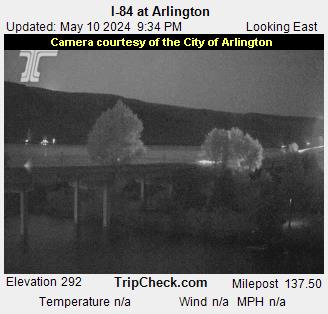 I-84 at Arlington
Updated: May 10 2024 9:34 PM Looking East
Camera courtesy of the City of Arlington
Elevation 292 TripCheck.com Milepost 137.50
Temperature n/a Wind n/a MPH n/a